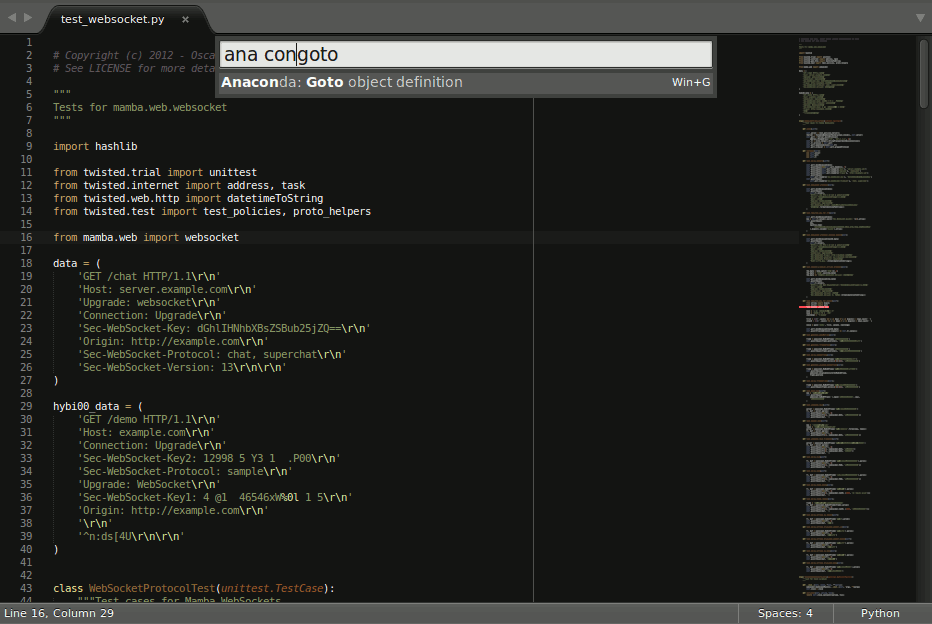 test_websocket.py ×
ana congoto
Anaconda: Goto object definition Win+G
1
2 # Copyright (c) 2012 - Osca
3 # See LICENSE for more deta
4
5 """
6 Tests for mamba.web.websocket
7 """
8
9 import hashlib
10
11 from twisted.trial import unittest
12 from twisted.internet import address, task
13 from twisted.web.http import datetimeToString
14 from twisted.test import test_policies, proto_helpers
15
16 from mamba.web import websocket
17
18 data = (
19 'GET /chat HTTP/1.1\r\n'
20 'Host: server.example.com\r\n'
21 'Upgrade: websocket\r\n'
22 'Connection: Upgrade\r\n'
23 'Sec-WebSocket-Key: dGhlIHNhbXBsZSBub25jZQ==\r\n'
24 'Origin: http://example.com\r\n'
25 'Sec-WebSocket-Protocol: chat, superchat\r\n'
26 'Sec-WebSocket-Version: 13\r\n\r\n'
27 )
28
29 hybi00_data = (
30 'GET /demo HTTP/1.1\r\n'
31 'Host: example.com\r\n'
32 'Connection: Upgrade\r\n'
33 'Sec-WebSocket-Key2: 12998 5 Y3 1  .P00\r\n'
34 'Sec-WebSocket-Protocol: sample\r\n'
35 'Upgrade: WebSocket\r\n'
36 'Sec-WebSocket-Key1: 4 @1  46546xW%0l 1 5\r\n'
37 'Origin: http://example.com\r\n'
38 '\r\n'
39 '^n:ds[4U\r\n\r\n'
40 )
41
42
43 class WebSocketProtocolTest(unittest.TestCase):
44 """Test cases for Mamba WebSockets
Line 16, Column 29 Spaces: 4 Python